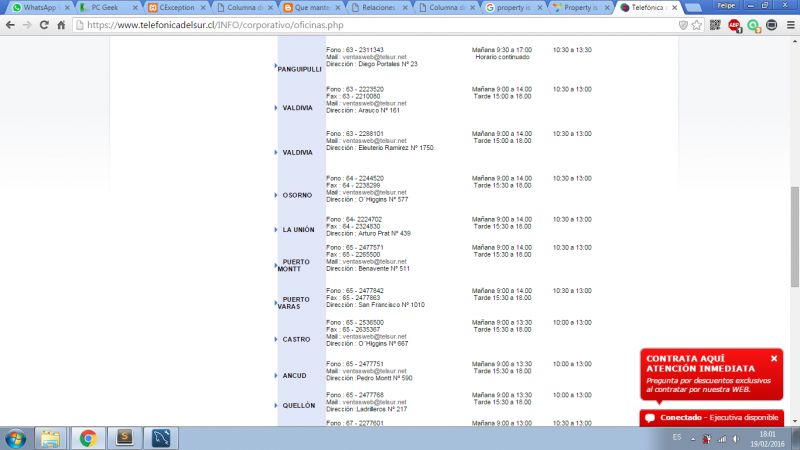 WhatsApp
PC Geek
CException
Columna de
Que mante
Relaciones
Columna de
property is
Property is
Telefónica
Felipe
https://www.telefonicadelsur.cl/INFO/corporativo/oficinas.php
PANGUIPULLI
Fono : 63 - 2311343
Mail : ventasweb@telsur.net
Dirección : Diego Portales Nº 23
Mañana 9:30 a 17:00
Horario continuado
10:30 a 13:30
VALDIVIA
Fono : 63 - 2223520
Fax : 63 - 2210080
Mail : ventasweb@telsur.net
Dirección : Arauco Nº 161
Mañana 9:00 a 14.00
Tarde 15:00 a 18.00
10:30 a 13:00
VALDIVIA
Fono : 63 - 2288101
Mail : ventasweb@telsur.net
Dirección : Eleuterio Ramirez Nº 1750
Mañana 9:00 a 14.00
Tarde 15:30 a 18.00
10:30 a 13:00
OSORNO
Fono : 64 - 2244520
Fax : 64 - 2238299
Mail : ventasweb@telsur.net
Dirección : O´Higgins Nº 577
Mañana 9:00 a 14.00
Tarde 15:30 a 18.00
10:30 a 13:00
LA UNIÓN
Fono : 64- 2224702
Fax : 64 - 2324830
Mail : ventasweb@telsur.net
Dirección : Arturo Prat Nº 439
Mañana 9:00 a 14.00
Tarde 15:30 a 18.00
10:30 a 13:00
PUERTO
MONTT
Fono : 65 - 2477571
Fax : 65 - 2265500
Mail : ventasweb@telsur.net
Dirección : Benavente Nº 511
Mañana 9:00 a 14.00
Tarde 15:30 a 18.00
10:30 a 13:00
PUERTO
VARAS
Fono : 65 - 2477842
Fax : 65 - 2477863
Mail : ventasweb@telsur.net
Dirección : San Francisco Nº 1010
Mañana 9:00 a 14.00
Tarde 15:30 a 18.00
10:30 a 13:00
CASTRO
Fono : 65 - 2536500
Fax : 65 - 2635367
Mail : ventasweb@telsur.net
Dirección : O´Higgins Nº 667
Mañana 9:00 a 13:30
Tarde 15:30 a 18.00
10:00 a 13:00
ANCUD
Fono : 65 - 2477751
Mail : ventasweb@telsur.net
Dirección :Pedro Montt Nº 590
Mañana 9:00 a 13:30
Tarde 15:30 a 18.00
10:00 a 13:00
QUELLÓN
Fono : 65 - 2477768
Mail : ventasweb@telsur.net
Dirección: Ladrilleros Nº 217
Mañana 9:00 a 13:30
Tarde 15:30 a 18.00
10:00 a 13:00
Fono : 67 - 2277601
Mañana 9:00 a 13:00
10:30 a 13:00
CONTRATA AQUÍ
ATENCIÓN INMEDIATA
Pregunta por descuentos exclusivos
al contratar por nuestra WEB.
Conectado - Ejecutiva disponible
ES
18:01
19/02/2016